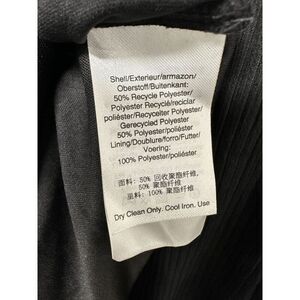 Shell/Exterieur/armazon/
Oberstoff/Buitenkant:
50% Recycle Polyester/
Polyester Recycle/reciclar
poliéster/Recycelter Polyester/
Gerecycled Polyester
50% Polyester/poliéster
Lining/Doublure/forro/Futter/
Voering:
100% Polyester/poliéster
面料: 50% 回收聚酯纤维,
50% 聚酯纤维
里料: 100% 聚酯纤维
Dry Clean Only. Cool Iron. Use